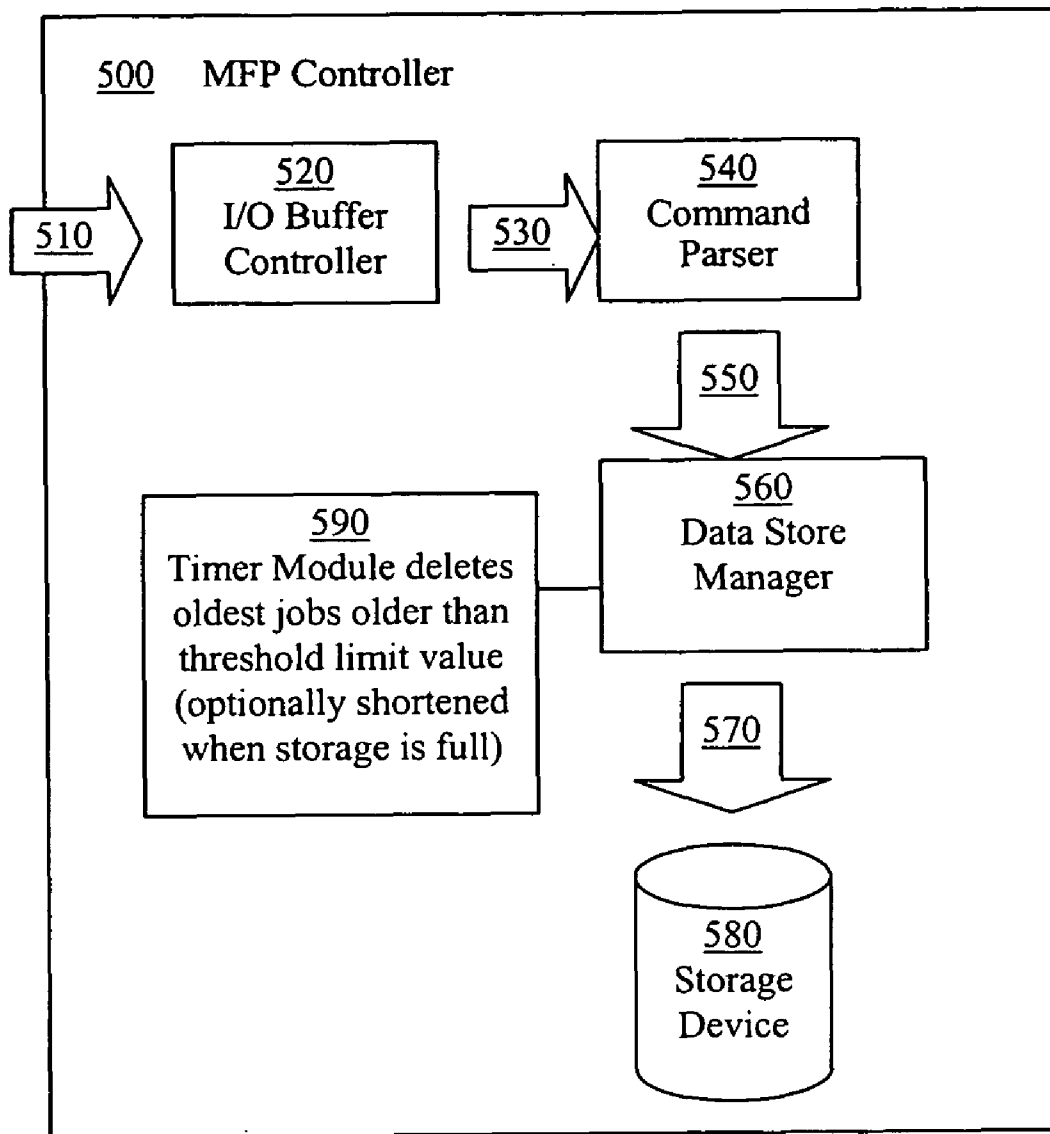 500 MFP Controller
510
520
I/O Buffer
Controller
530
540
Command
Parser
550
560
Data Store
Manager
590
Timer Module deletes
oldest jobs older than
threshold limit value
(optionally shortened
when storage is full)
570
580
Storage
Device